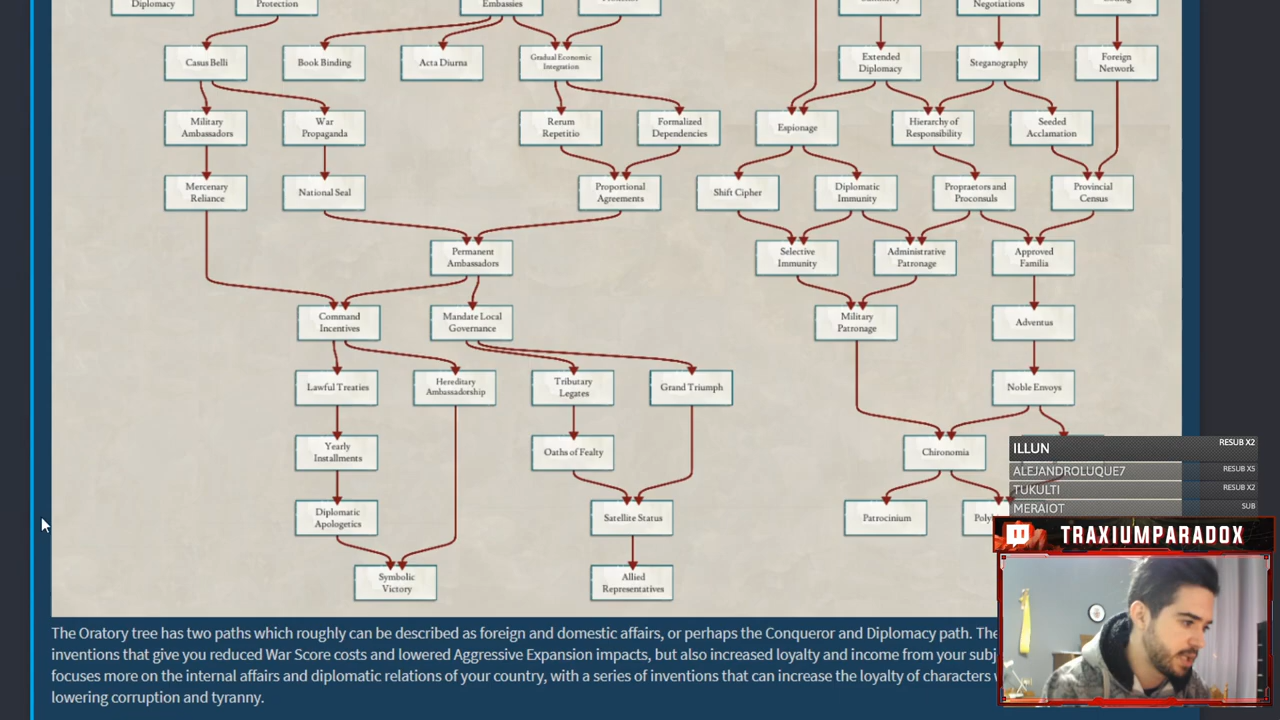 Diplomacy
Protection
Embassies
Negotiations
Casus Belli
Book Binding
Acta Diurna
Gradual Economic
Integration
Extended
Diplomacy
Steganography
Foreign
Network
Military
Ambassadors
War
Propaganda
Rerum
Repetitio
Formalized
Dependencies
Espionage
Hierarchy of
Responsibility
Seeded
Acclamation
Mercenary
Reliance
National Seal
Proportional
Agreements
Shift Cipher
Diplomatic
Immunity
Propraetors and
Proconsuls
Provincial
Census
Permanent
Ambassadors
Selective
Immunity
Administrative
Patronage
Approved
Familia
Command
Incentives
Mandate Local
Governance
Military
Patronage
Adventus
Lawful Treaties
Hereditary
Ambassadorship
Tributary
Legates
Grand Triumph
Noble Envoys
Yearly
Installments
Oaths of Fealty
Chironomia
Diplomatic
Apologetics
Satellite Status
Patrocinium
Symbolic
Victory
Allied
Representatives
ILLUN RESUB X2
ALEJANDROLUQUE7 RESUB X5
TUKULTI RESUB X2
MERAIOT SUB
TRAXIUMPARADOX
The Oratory tree has two paths which roughly can be described as foreign and domestic affairs, or perhaps the Conqueror and Diplomacy path. The
inventions that give you reduced War Score costs and lowered Aggressive Expansion impacts, but also increased loyalty and income from your subj
focuses more on the internal affairs and diplomatic relations of your country, with a series of inventions that can increase the loyalty of characters
lowering corruption and tyranny.